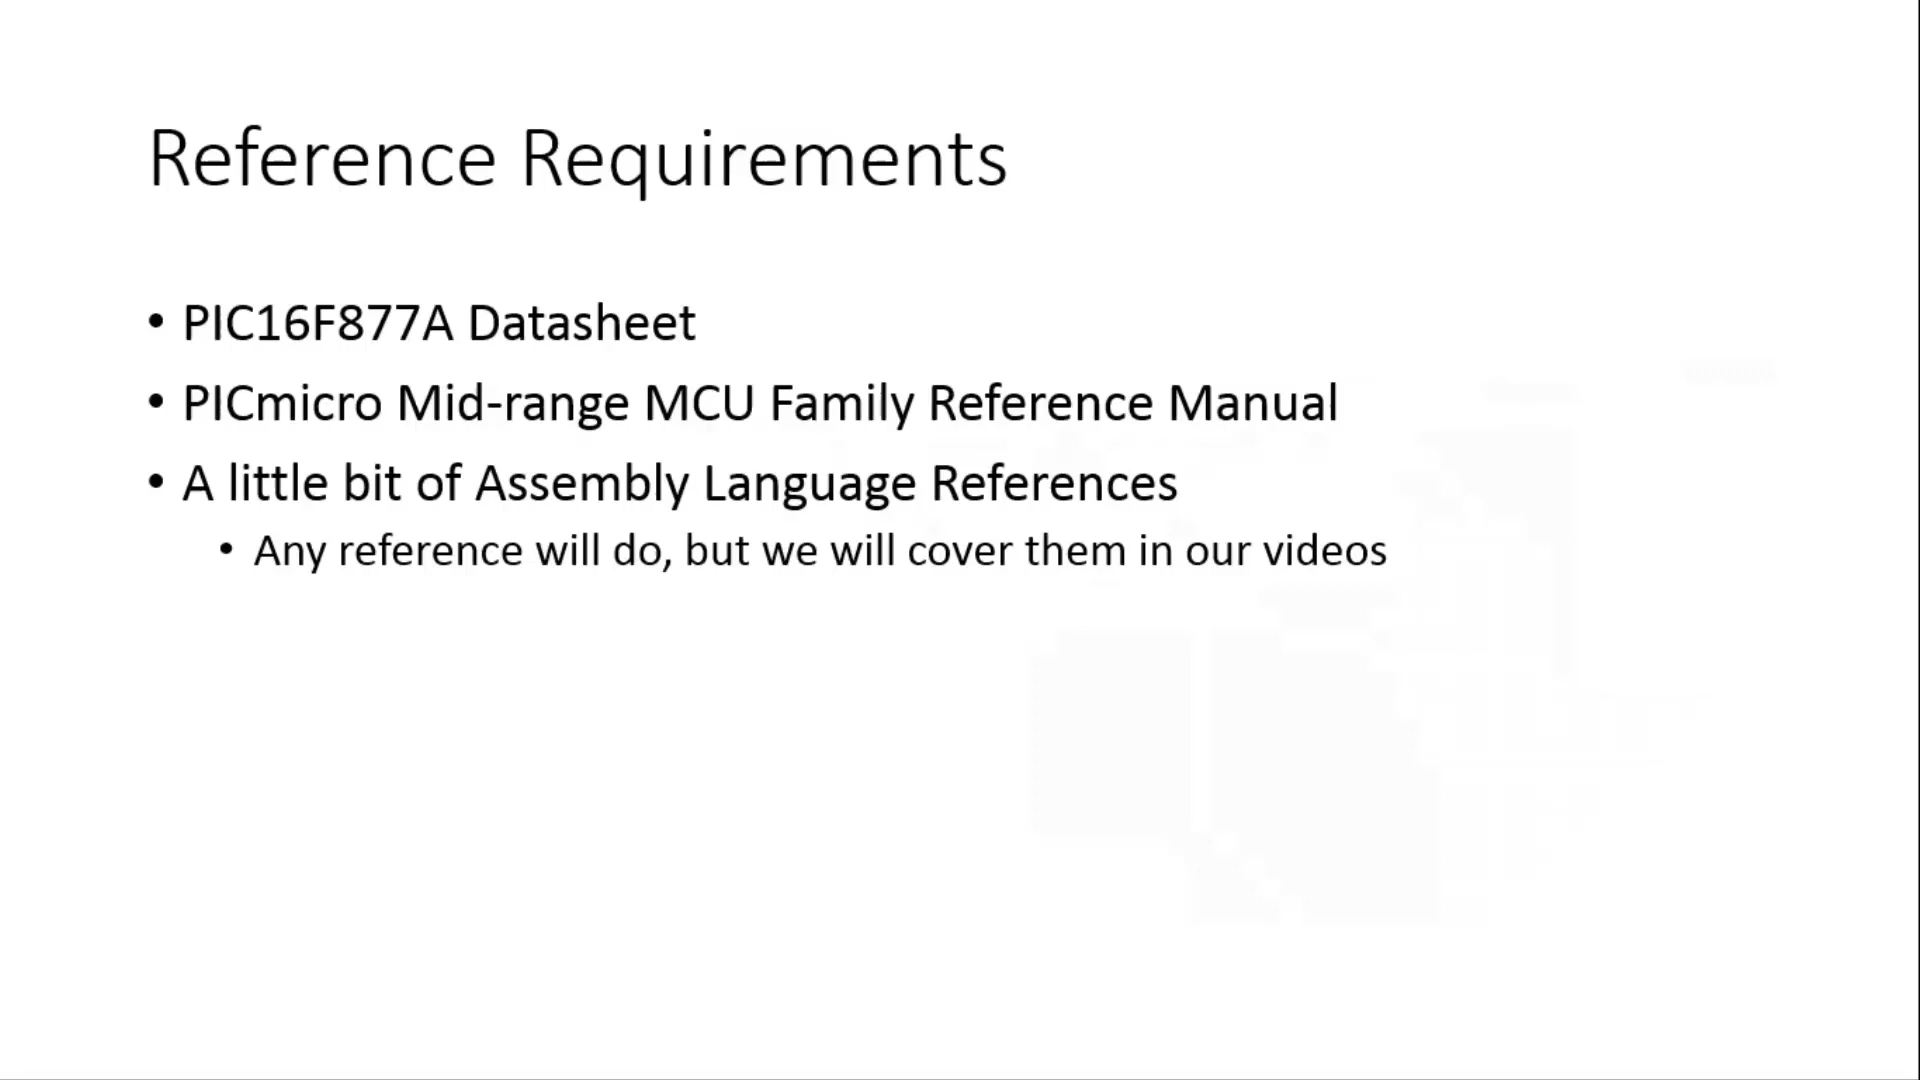 Reference Requirements
• PIC16F877A Datasheet
• PICmicro Mid-range MCU Family Reference Manual
• A little bit of Assembly Language References
• Any reference will do, but we will cover them in our videos